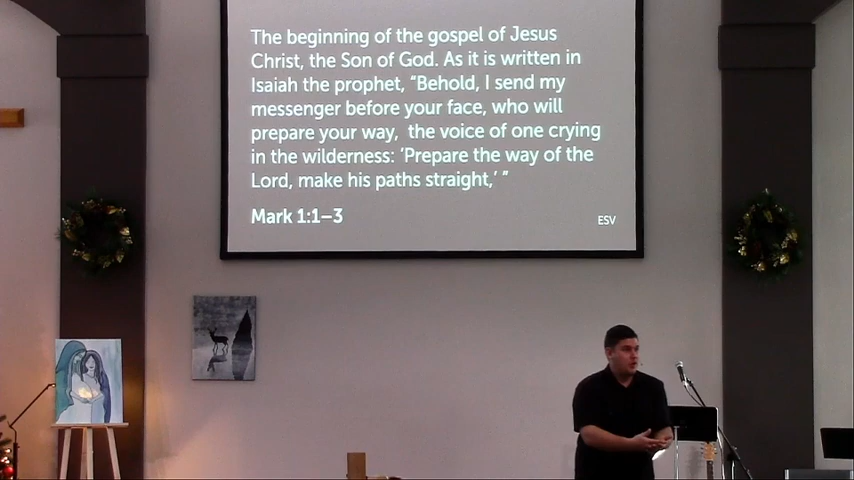 The beginning of the gospel of Jesus
Christ, the Son of God. As it is written in
Isaiah the prophet, “Behold, I send my
messenger before your face, who will
prepare your way,  the voice of one crying
in the wilderness: ‘Prepare the way of the
Lord, make his paths straight,’ ”
Mark 1:1–3
ESV